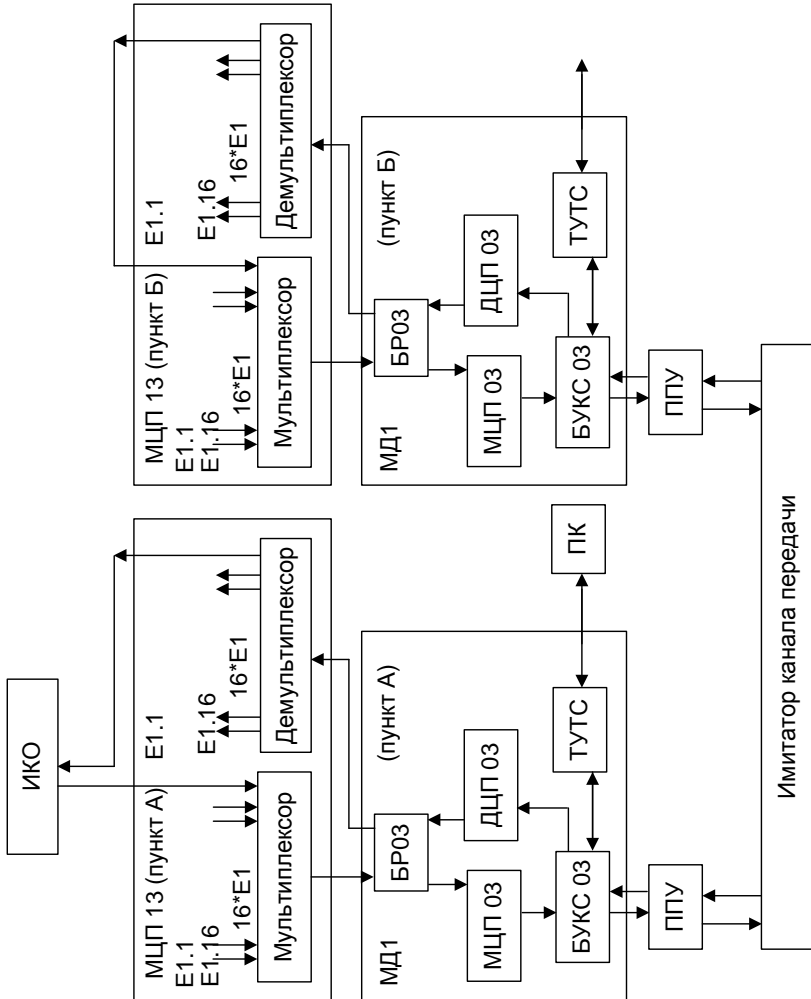 ИКО
МЦП 13 (пункт А)
Е1.1
Е1.16
16*Е1
Мультиплексор
Е1.1
Е1.16
16*Е1
Демультиплексор
МД1
(пункт А)
БР03
МЦП 03
ДЦП 03
БУКС 03
ТУТС
ПК
ППУ
МЦП 13 (пункт Б)
Е1.1
Е1.16
16*Е1
Мультиплексор
Е1.1
Е1.16
16*Е1
Демультиплексор
МД1
(пункт Б)
БР03
МЦП 03
ДЦП 03
БУКС 03
ТУТС
ППУ
Имитатор канала передачи